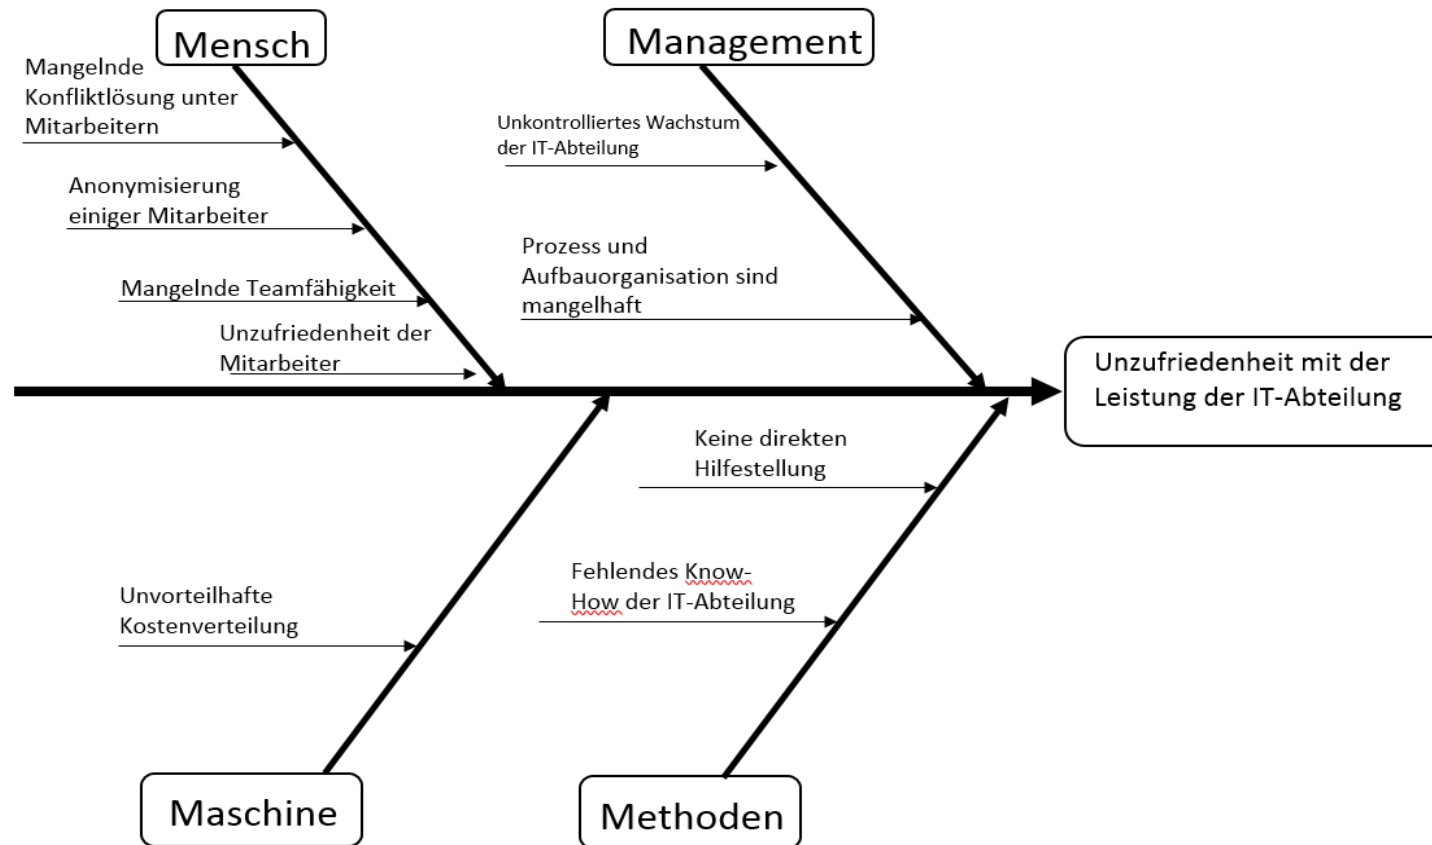 Mensch
Management
Mangelnde
Konfliktlösung unter
Mitarbeitern
Unkontrolliertes Wachstum
der IT-Abteilung
Anonymisierung
einiger Mitarbeiter
Prozess und
Aufbauorganisation sind
mangelhaft
Mangelnde Teamfähigkeit
Unzufriedenheit der
Mitarbeiter
Unzufriedenheit mit der
Leistung der IT-Abteilung
Keine direkten
Hilfestellung
Fehlendes Know-
How der IT-Abteilung
Unvorteilhafte
Kostenverteilung
Maschine
Methoden